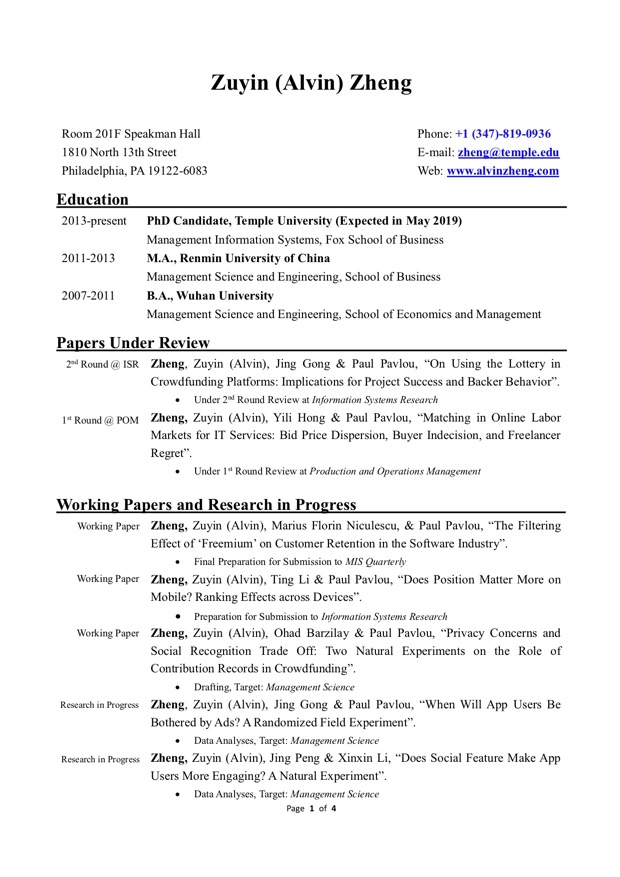 Zuyin (Alvin) Zheng
Room 201F Speakman Hall
Phone: +1 (347)-819-0936
1810 North 13th Street
E-mail: zheng@temple.edu
Philadelphia, PA 19122-6083
Web: www.alvinzheng.com
Education
2013-present PhD Candidate, Temple University (Expected in May 2019)
Management Information Systems, Fox School of Business
2011-2013 M.A., Renmin University of China
Management Science and Engineering, School of Business
2007-2011 B.A., Wuhan University
Management Science and Engineering, School of Economics and Management
Papers Under Review
2nd Round @ ISR Zheng, Zuyin (Alvin), Jing Gong & Paul Pavlou, “On Using the Lottery in
Crowdfunding Platforms: Implications for Project Success and Backer Behavior”.
• Under 2nd Round Review at Information Systems Research
1st Round @ POM Zheng, Zuyin (Alvin), Yili Hong & Paul Pavlou, “Matching in Online Labor
Markets for IT Services: Bid Price Dispersion, Buyer Indecision, and Freelancer
Regret”.
• Under 1st Round Review at Production and Operations Management
Working Papers and Research in Progress
Working Paper Zheng, Zuyin (Alvin), Marius Florin Niculescu, & Paul Pavlou, “The Filtering
Effect of ‘Freemium’ on Customer Retention in the Software Industry”.
• Final Preparation for Submission to MIS Quarterly
Working Paper Zheng, Zuyin (Alvin), Ting Li & Paul Pavlou, “Does Position Matter More on
Mobile? Ranking Effects across Devices”.
• Preparation for Submission to Information Systems Research
Working Paper Zheng, Zuyin (Alvin), Ohad Barzilay & Paul Pavlou, “Privacy Concerns and
Social Recognition Trade Off: Two Natural Experiments on the Role of
Contribution Records in Crowdfunding”.
• Drafting, Target: Management Science
Research in Progress Zheng, Zuyin (Alvin), Jing Gong & Paul Pavlou, “When Will App Users Be
Bothered by Ads? A Randomized Field Experiment”.
• Data Analyses, Target: Management Science
Research in Progress Zheng, Zuyin (Alvin), Jing Peng & Xinxin Li, “Does Social Feature Make App
Users More Engaging? A Natural Experiment”.
• Data Analyses, Target: Management Science
Page 1 of 4